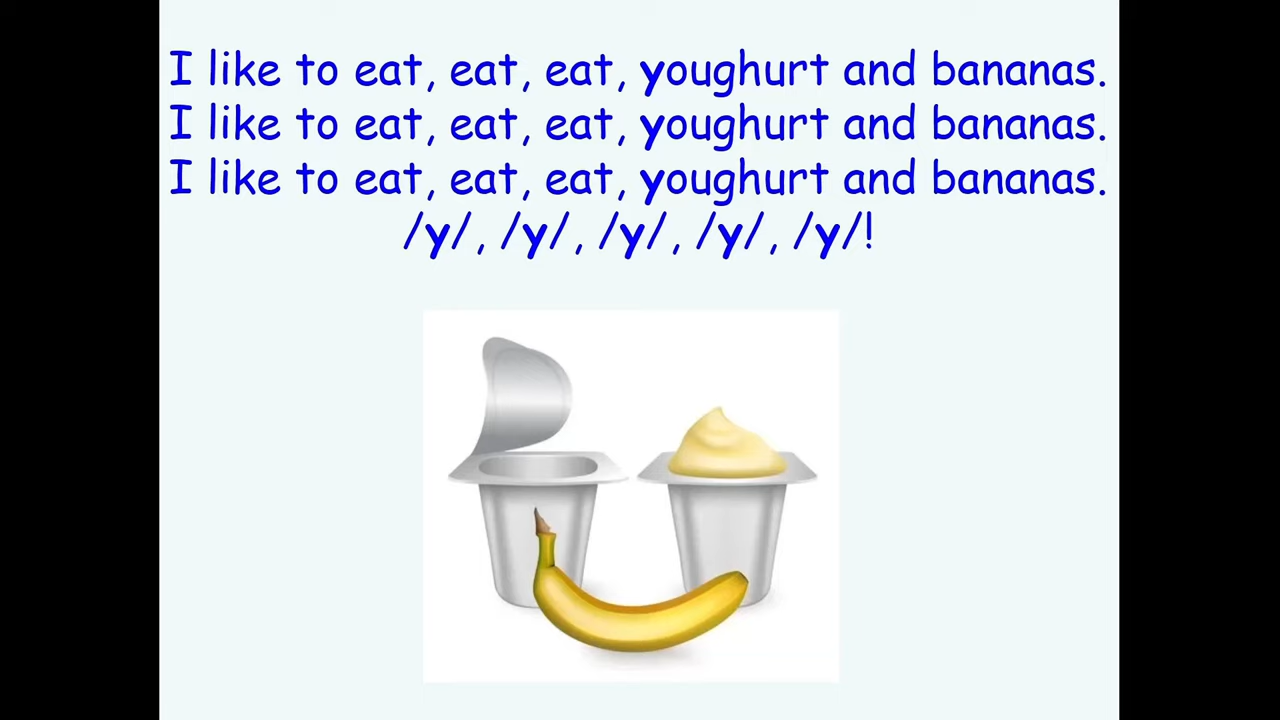 I like to eat, eat, eat, youghurt and bananas.
I like to eat, eat, eat, youghurt and bananas.
I like to eat, eat, eat, youghurt and bananas.
/y/, /y/, /y/, /y/, /y/!